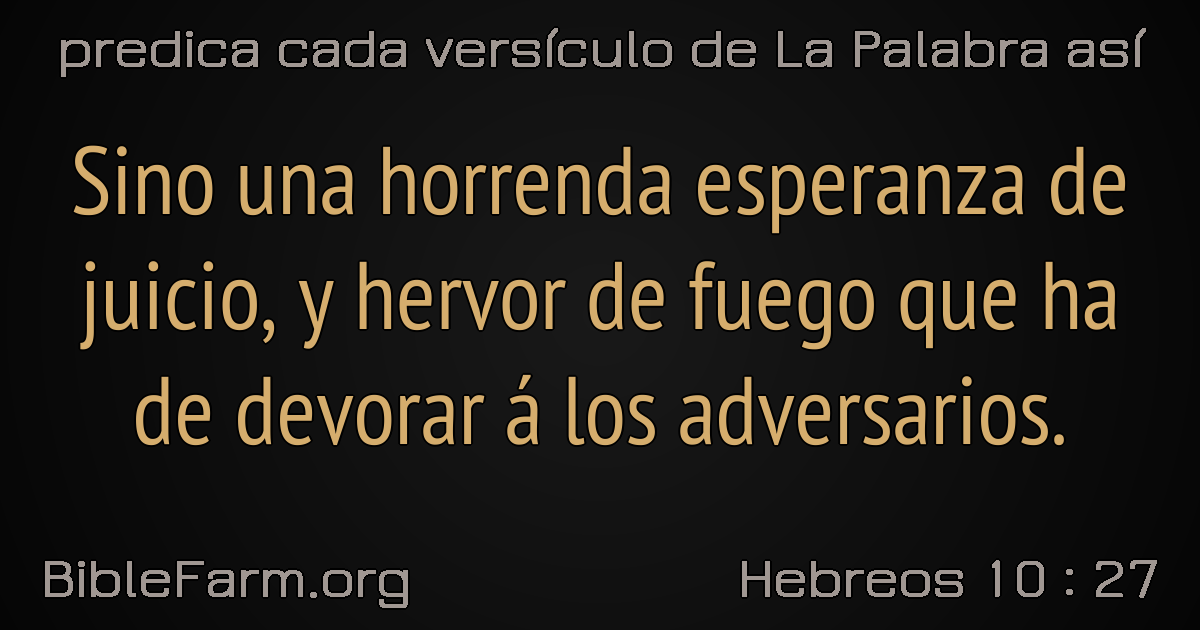 predica cada versículo de La Palabra así
Sino una horrenda esperanza de
juicio, y hervor de fuego que ha
de devorar á los adversarios.
BibleFarm.org
Hebreos 10 : 27